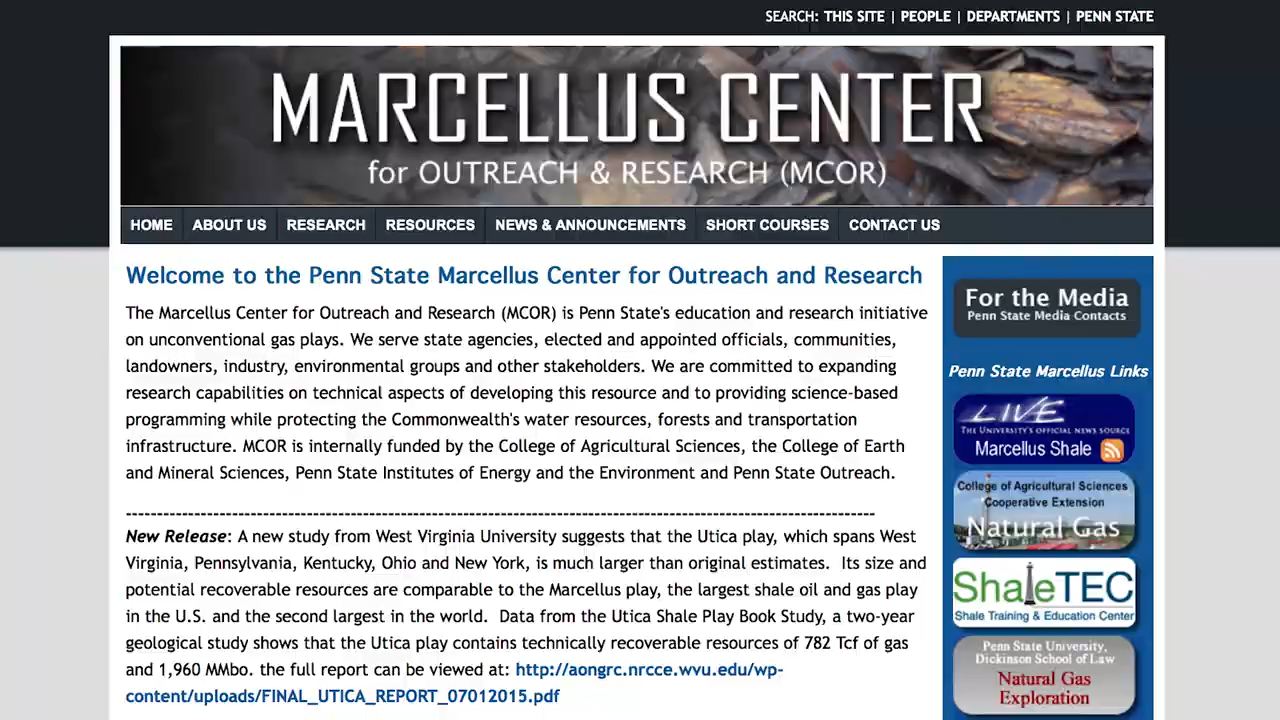 SEARCH: THIS SITE | PEOPLE | DEPARTMENTS | PENN STATE
MARCELLUS CENTER
for OUTREACH & RESEARCH (MCOR)
HOME ABOUT US RESEARCH RESOURCES NEWS & ANNOUNCEMENTS SHORT COURSES CONTACT US
Welcome to the Penn State Marcellus Center for Outreach and Research
The Marcellus Center for Outreach and Research (MCOR) is Penn State's education and research initiative
on unconventional gas plays. We serve state agencies, elected and appointed officials, communities,
landowners, industry, environmental groups and other stakeholders. We are committed to expanding
research capabilities on technical aspects of developing this resource and to providing science-based
programming while protecting the Commonwealth's water resources, forests and transportation
infrastructure. MCOR is internally funded by the College of Agricultural Sciences, the College of Earth
and Mineral Sciences, Penn State Institutes of Energy and the Environment and Penn State Outreach.
------------------------------------------------------------------------------------------------------------------------
New Release: A new study from West Virginia University suggests that the Utica play, which spans West
Virginia, Pennsylvania, Kentucky, Ohio and New York, is much larger than original estimates.  Its size and
potential recoverable resources are comparable to the Marcellus play, the largest shale oil and gas play
in the U.S. and the second largest in the world.  Data from the Utica Shale Play Book Study, a two-year
geological study shows that the Utica play contains technically recoverable resources of 782 Tcf of gas
and 1,960 MMbo. the full report can be viewed at: http://aongrc.nrcce.wvu.edu/wp-
content/uploads/FINAL_UTICA_REPORT_07012015.pdf
For the Media
Penn State Media Contacts
Penn State Marcellus Links
LIVE
THE UNIVERSITY'S OFFICIAL NEWS SOURCE
Marcellus Shale
College of Agricultural Sciences
Cooperative Extension
Natural Gas
ShaleTEC
Shale Training & Education Center
Penn State University,
Dickinson School of Law
Natural Gas
Exploration